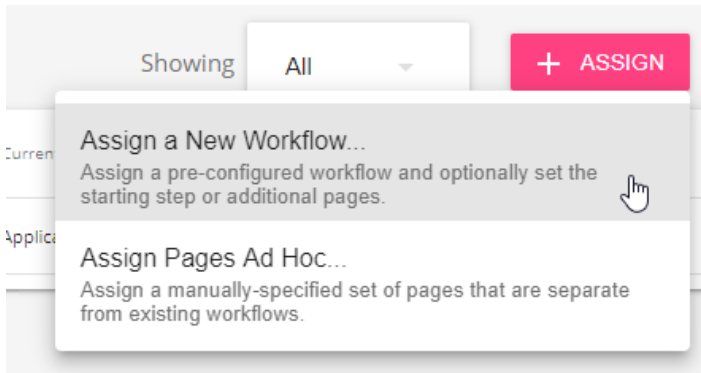 Showing All + ASSIGN
Assign a New Workflow...
Assign a pre-configured workflow and optionally set the
starting step or additional pages.
Assign Pages Ad Hoc...
Assign a manually-specified set of pages that are separate
from existing workflows.